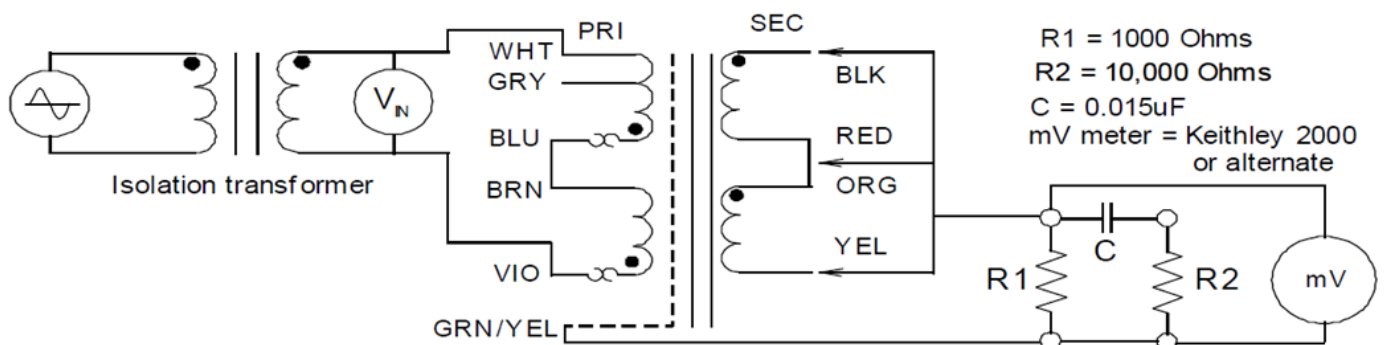 PRI
SEC
WHT
GRY
BLU
BRN
VIO
GRN/YEL
V IN
Isolation transformer
BLK
RED
ORG
YEL
R1 = 1000 Ohms
R2 = 10,000 Ohms
C = 0.015uF
mV meter = Keithley 2000
or alternate
C
R1
R2
mV